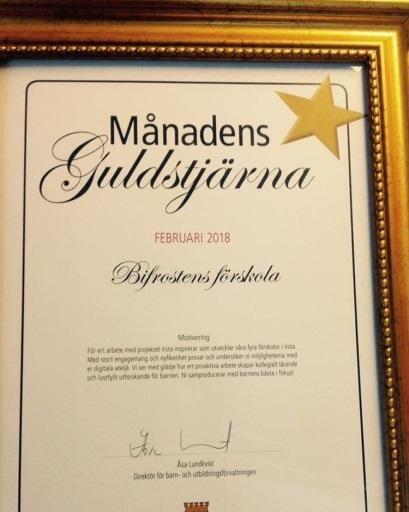 Månadens
Guldstjärna
FEBRUARI 2018
Bifrostens förskola
Motivering
För ert arbete med projektet Irsta inspirerar som utvecklar våra fyra förskolor i Irsta.
Med stort engagemang och nyfikenhet provar och undersöker ni möjligheterna med
er digitala ateljé. Vi ser med glädje hur ert proaktiva arbete skapar kollegialt lärande
och lustfyllt utforskande för barnen. Ni samproducerar med barnens bästa i fokus!
Åsa Lundkvist
Direktör för barn- och utbildningsförvaltningen